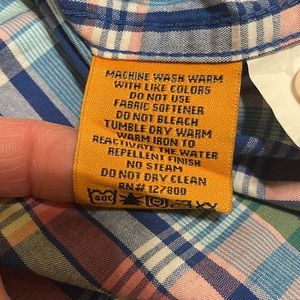 MACHINE WASH WARM
WITH LIKE COLORS
DO NOT USE
FABRIC SOFTENER
DO NOT BLEACH
TUMBLE DRY WARM
WARM IRON TO
REACTIVATE THE WATER
REPELLENT FINISH
NO STEAM
DO NOT DRY CLEAN
RN# 127800